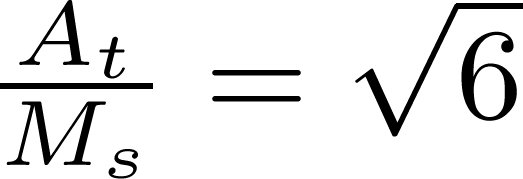 A_t / M_s = √6